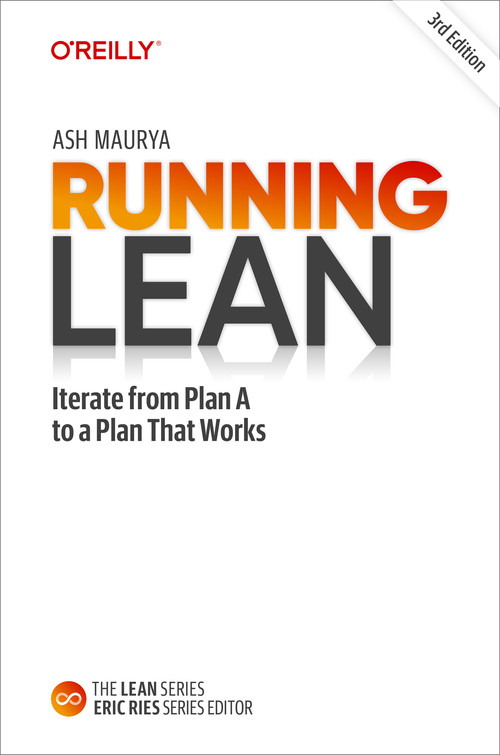 O'REILLY®
3rd Edition
ASH MAURYA
RUNNING
LEAN
Iterate from Plan A
to a Plan That Works
THE LEAN SERIES
ERIC RIES SERIES EDITOR